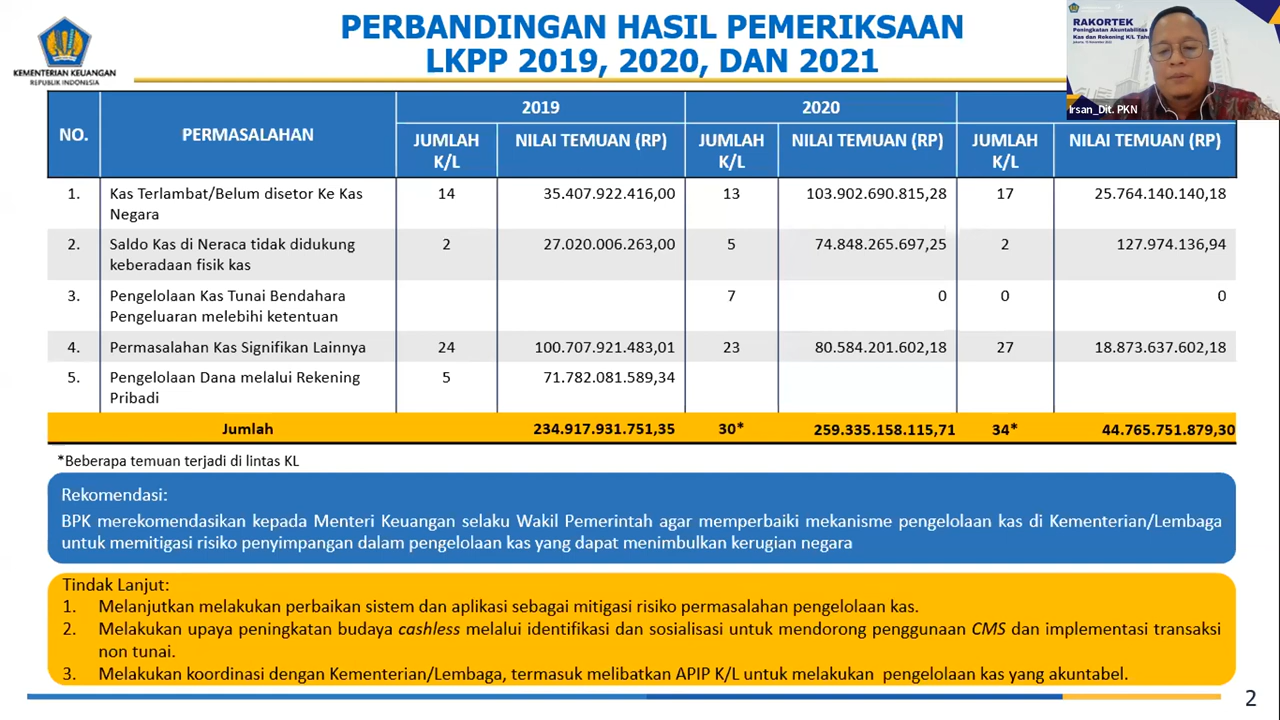 PERBANDINGAN HASIL PEMERIKSAAN
LKPP 2019, 2020, DAN 2021
KEMENTERIAN KEUANGAN
REPUBLIK INDONESIA
RAKORTEK
Peningkatan Akuntabilitas
Kas dan Rekening K/L Tah
Irsan_Dit. PKN
NO. PERMASALAHAN 2019 2020
JUMLAH K/L NILAI TEMUAN (RP) JUMLAH K/L NILAI TEMUAN (RP) JUMLAH K/L NILAI TEMUAN (RP)
1. Kas Terlambat/Belum disetor Ke Kas 14 35.407.922.416,00 13 103.902.690.815,28 17 25.764.140.140,18
Negara
2. Saldo Kas di Neraca tidak didukung 2 27.020.006.263,00 5 74.848.265.697,25 2 127.974.136,94
keberadaan fisik kas
3. Pengelolaan Kas Tunai Bendahara 7 0 0 0
Pengeluaran melebihi ketentuan
4. Permasalahan Kas Signifikan Lainnya 24 100.707.921.483,01 23 80.584.201.602,18 27 18.873.637.602,18
5. Pengelolaan Dana melalui Rekening 5 71.782.081.589,34
Pribadi
Jumlah 234.917.931.751,35 30* 259.335.158.115,71 34* 44.765.751.879,30
*Beberapa temuan terjadi di lintas KL
Rekomendasi:
BPK merekomendasikan kepada Menteri Keuangan selaku Wakil Pemerintah agar memperbaiki mekanisme pengelolaan kas di Kementerian/Lembaga
untuk memitigasi risiko penyimpangan dalam pengelolaan kas yang dapat menimbulkan kerugian negara
Tindak Lanjut:
1. Melanjutkan melakukan perbaikan sistem dan aplikasi sebagai mitigasi risiko permasalahan pengelolaan kas.
2. Melakukan upaya peningkatan budaya cashless melalui identifikasi dan sosialisasi untuk mendorong penggunaan CMS dan implementasi transaksi
non tunai.
3. Melakukan koordinasi dengan Kementerian/Lembaga, termasuk melibatkan APIP K/L untuk melakukan pengelolaan kas yang akuntabel.
2